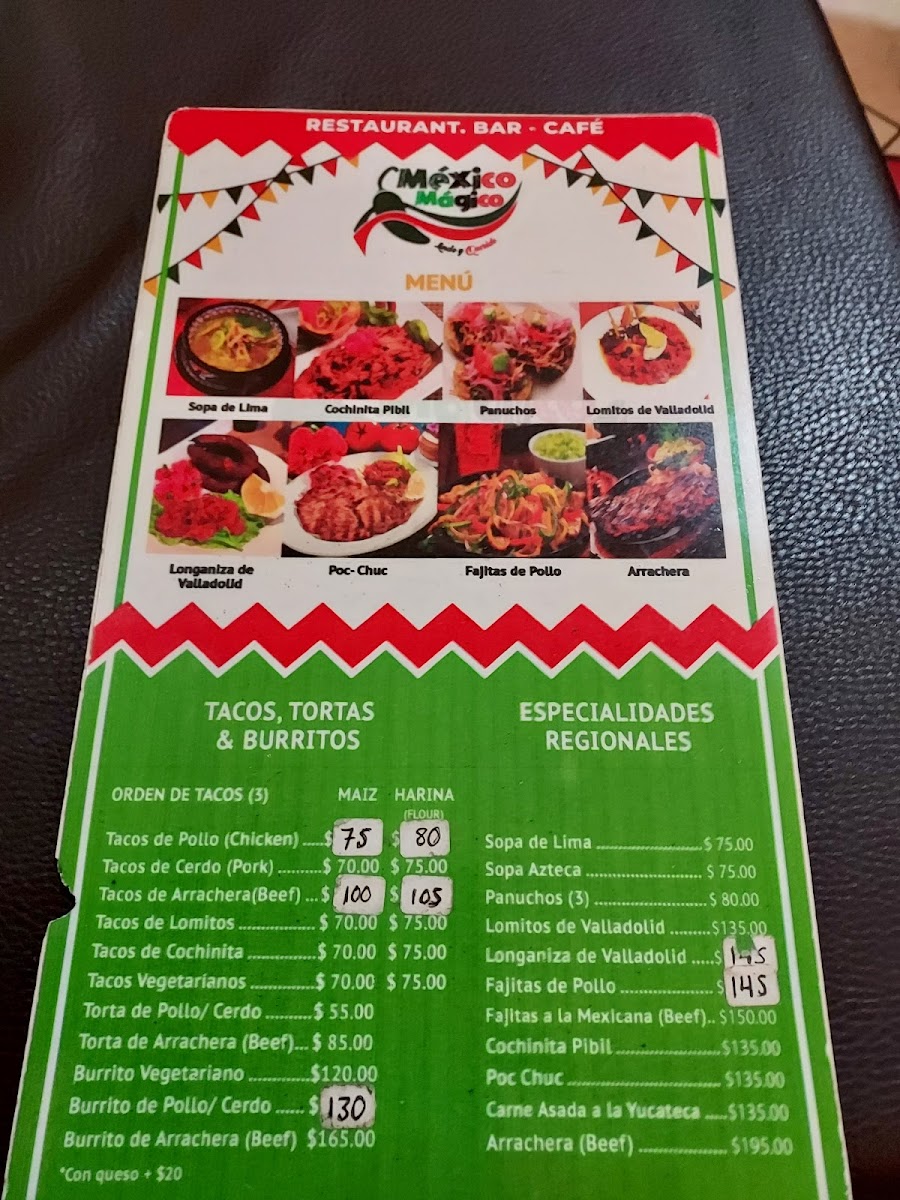 RESTAURANT. BAR - CAFÉ
México
Mágico
Lindo y Querido
MENÚ
Sopa de Lima
Cochinita Pibil
Panuchos
Lomitos de Valladolid
Longaniza de
Valladolid
Poc- Chuc
Fajitas de Pollo
Arrachera
TACOS, TORTAS
& BURRITOS
ORDEN DE TACOS (3) MAIZ HARINA
(FLOUR)
Tacos de Pollo (Chicken) ....$ 75 $ 80
Tacos de Cerdo (Pork) ..........$ 70.00 $ 75.00
Tacos de Arrachera(Beef) ...$ 100 $ 105
Tacos de Lomitos ................. $ 70.00 $ 75.00
Tacos de Cochinita ...............$ 70.00 $ 75.00
Tacos Vegetarianos ...............$ 70.00 $ 75.00
Torta de Pollo/ Cerdo ..........$ 55.00
Torta de Arrachera (Beef)... $ 85.00
Burrito Vegetariano ..............$120.00
Burrito de Pollo/ Cerdo ...... $ 130
Burrito de Arrachera (Beef) $165.00
*Con queso + $20
ESPECIALIDADES
REGIONALES
Sopa de Lima .......................$ 75.00
Sopa Azteca ......................... $ 75.00
Panuchos (3) ........................ $ 80.00
Lomitos de Valladolid .........$135.00
Longaniza de Valladolid .....$ 145
Fajitas de Pollo .....................$ 145
Fajitas a la Mexicana (Beef)..$150.00
Cochinita Pibil .......................$135.00
Poc Chuc ................................. $135.00
Carne Asada a la Yucateca .....$135.00
Arrachera (Beef) .................... $195.00